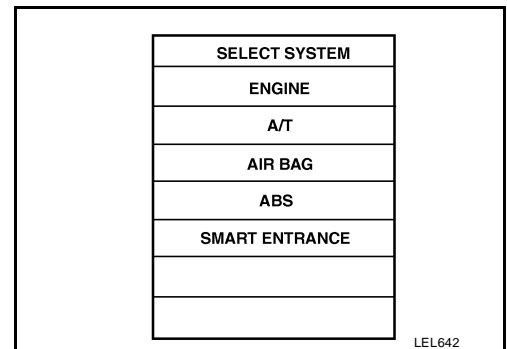 SELECT SYSTEM
ENGINE
A/T
AIR BAG
ABS
SMART ENTRANCE
LEL642